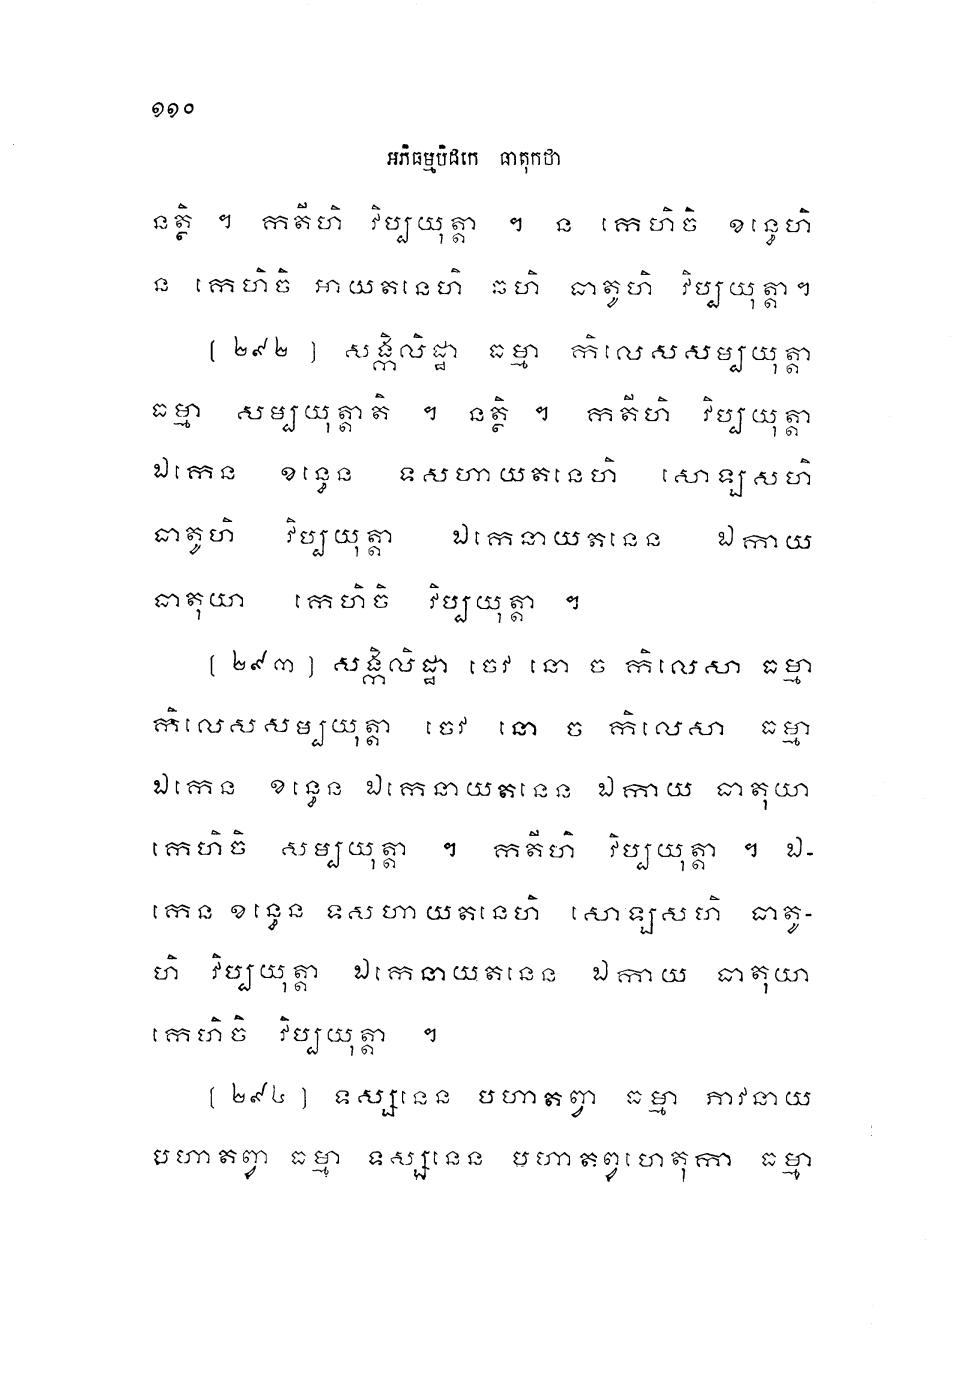 ១១០
អភិធម្មបិដកេ ធាតុកថា
នត្ថិ ។ កតីហិ វិប្បយុត្តា ។ ន កេហិចិ ខន្ធេហិ
ន កេហិចិ អាយតនេហិ ឆហិ ធាតូហិ វិប្បយុត្តា។
[ ២៩២ ] សង្កិលិដ្ឋា ធម្មា កិលេសសម្បយុត្តា
ធម្មា សម្បយុត្តាតិ ។ នត្ថិ ។ កតីហិ វិប្បយុត្តា
ឯកេន ខន្ធេន ទសហាយតនេហិ សោឡសហិ
ធាតូហិ វិប្បយុត្តា ឯកេនាយតនេន ឯកាយ
ធាតុយា កេហិចិ វិប្បយុត្តា ។
[ ២៩៣ ] សង្កិលិដ្ឋា ចេវ នោ ច កិលេសា ធម្មា
កិលេសសម្បយុត្តា ចេវ នោ ច កិលេសា ធម្មា
ឯកេន ខន្ធេន ឯកេនាយតនេន ឯកាយ ធាតុយា
កេហិចិ សម្បយុត្តា ។ កតីហិ វិប្បយុត្តា ។ ឯ-
កេន ខន្ធេន ទសហាយតនេហិ សោឡសហិ ធាតូ-
ហិ វិប្បយុត្តា ឯកេនាយតនេន ឯកាយ ធាតុយា
កេហិចិ វិប្បយុត្តា ។
[ ២៩៤ ] ទស្សនេន បហាតព្វា ធម្មា ភាវនាយ
បហាតព្វា ធម្មា ទស្សនេន បហាតព្វហេតុកា ធម្មា